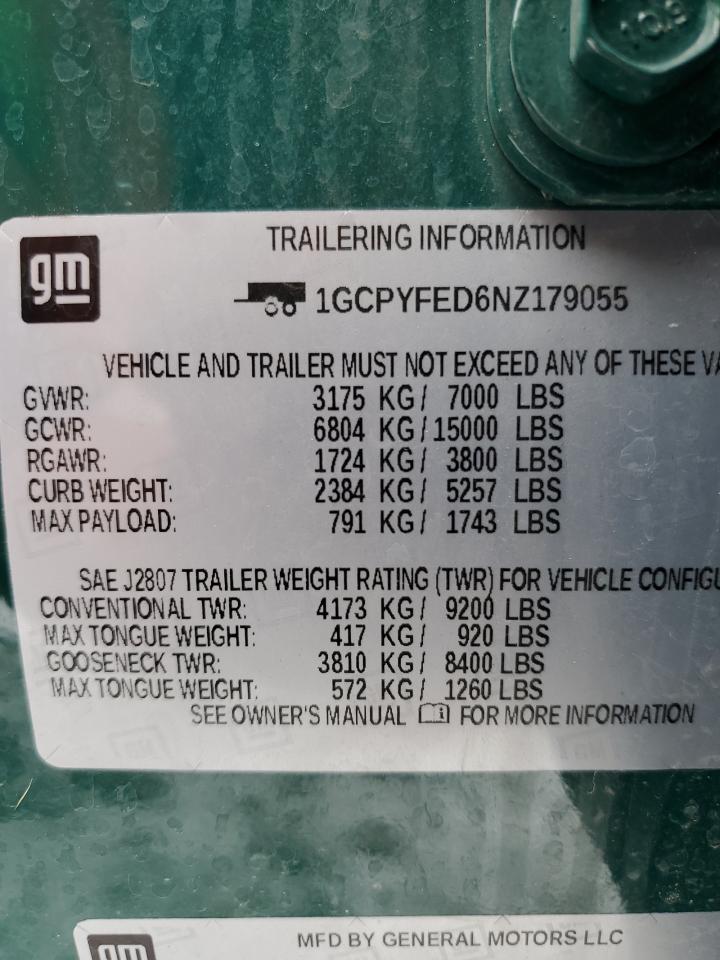 10.9
gm
TRAILERING INFORMATION
1GCPYFED6NZ179055
VEHICLE AND TRAILER MUST NOT EXCEED ANY OF THESE VA
GVWR: 3175 KG / 7000 LBS
GCWR: 6804 KG / 15000 LBS
RGAWR: 1724 KG / 3800 LBS
CURB WEIGHT: 2384 KG / 5257 LBS
MAX PAYLOAD: 791 KG / 1743 LBS
SAE J2807 TRAILER WEIGHT RATING (TWR) FOR VEHICLE CONFIGU
CONVENTIONAL TWR: 4173 KG / 9200 LBS
MAX TONGUE WEIGHT: 417 KG / 920 LBS
GOOSENECK TWR: 3810 KG / 8400 LBS
MAX TONGUE WEIGHT: 572 KG / 1260 LBS
SEE OWNER'S MANUAL FOR MORE INFORMATION
gm
MFD BY GENERAL MOTORS LLC